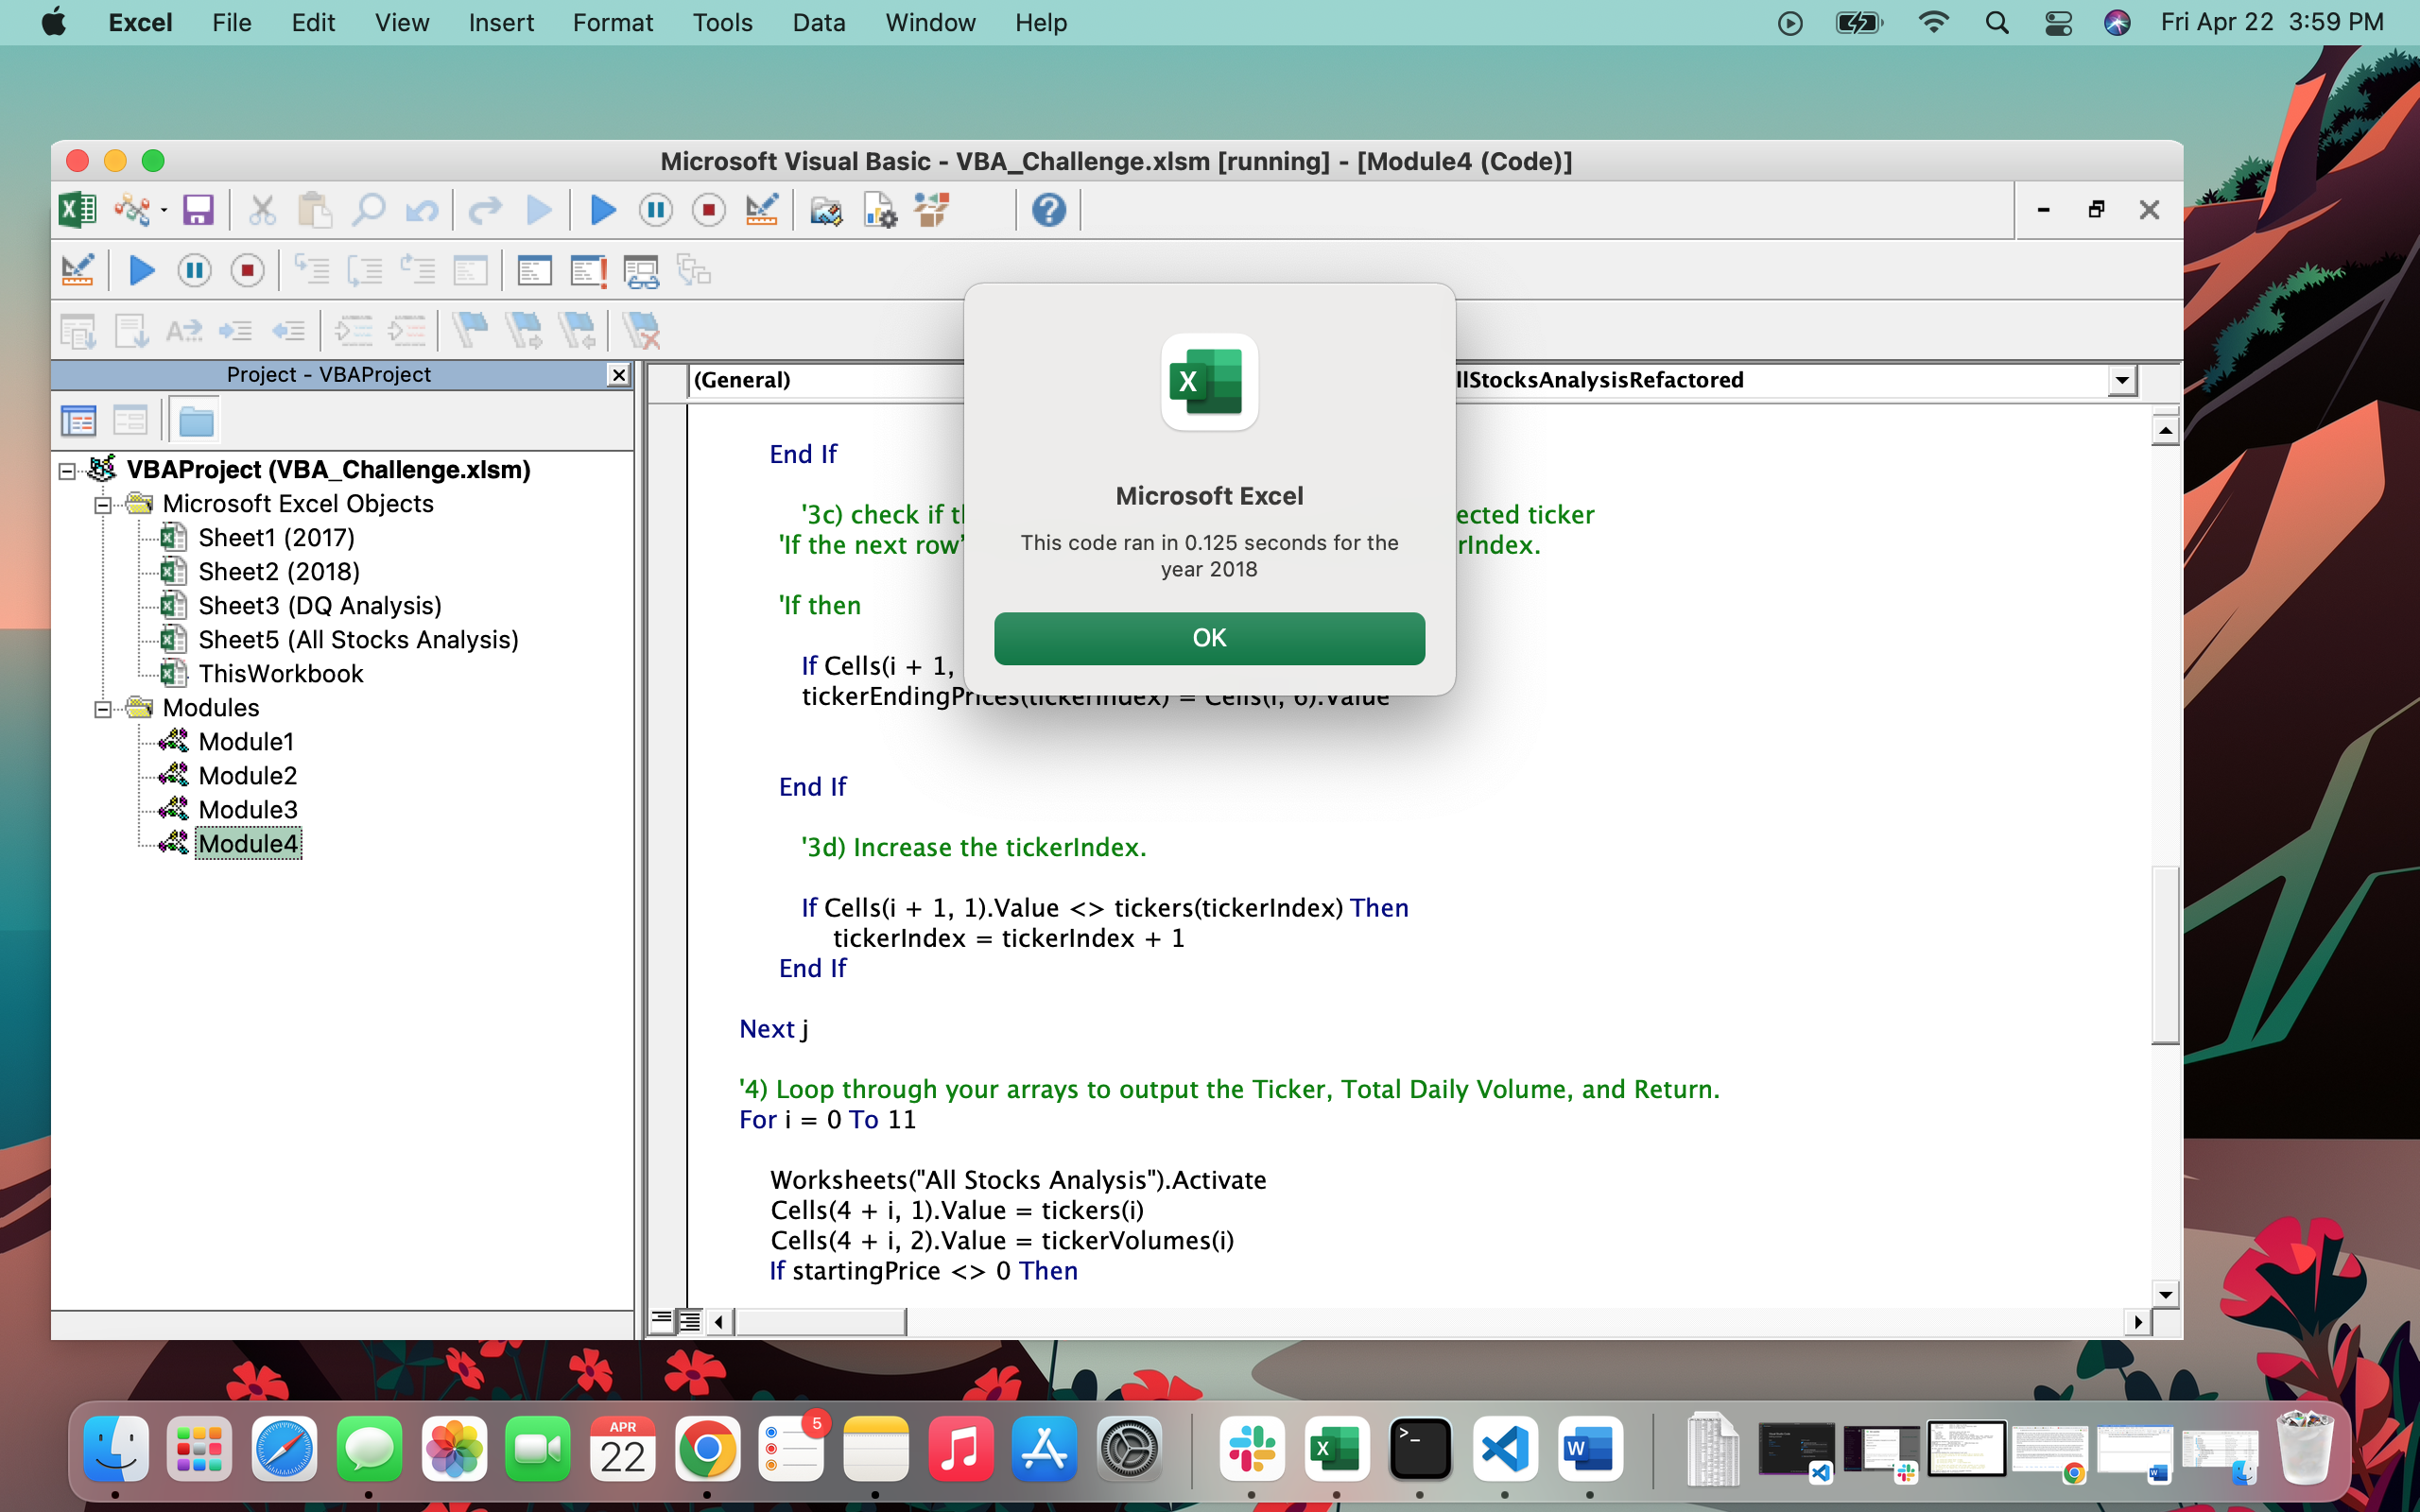 Excel File Edit View Insert Format Tools Data Window Help Fri Apr 22 3:59 PM
Microsoft Visual Basic - VBA_Challenge.xlsm [running] - [Module4 (Code)]
Project - VBAProject
VBAProject (VBA_Challenge.xlsm)
Microsoft Excel Objects
Sheet1 (2017)
Sheet2 (2018)
Sheet3 (DQ Analysis)
Sheet5 (All Stocks Analysis)
ThisWorkbook
Modules
Module1
Module2
Module3
Module4
(General) llStocksAnalysisRefactored
End If
'3c) check if ected ticker
'If the next row' rIndex.
'If then
If Cells(i + 1,
tickerEndingPrices(tickerIndex) = Cells(i, 6).Value
End If
'3d) Increase the tickerIndex.
If Cells(i + 1, 1).Value <> tickers(tickerIndex) Then
tickerIndex = tickerIndex + 1
End If
Next j
'4) Loop through your arrays to output the Ticker, Total Daily Volume, and Return.
For i = 0 To 11
Worksheets("All Stocks Analysis").Activate
Cells(4 + i, 1).Value = tickers(i)
Cells(4 + i, 2).Value = tickerVolumes(i)
If startingPrice <> 0 Then
Microsoft Excel
This code ran in 0.125 seconds for the
year 2018
OK
APR
22
5